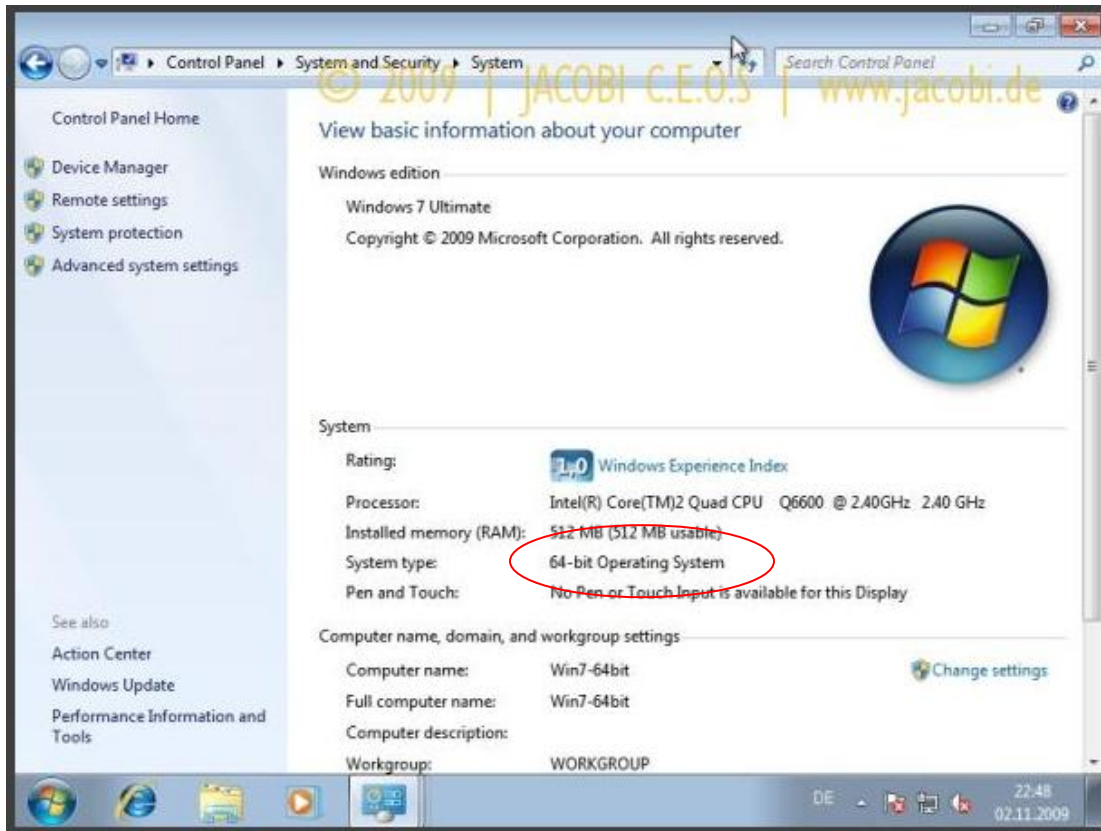 Control Panel ▸ System and Security ▸ System
Search Control Panel
© 2009 | JACOBI C.E.O.S | www.jacobi.de
Control Panel Home
Device Manager
Remote settings
System protection
Advanced system settings
See also
Action Center
Windows Update
Performance Information and
Tools
View basic information about your computer
Windows edition
Windows 7 Ultimate
Copyright © 2009 Microsoft Corporation. All rights reserved.
System
Rating: 1,0 Windows Experience Index
Processor: Intel(R) Core(TM)2 Quad CPU Q6600 @ 2.40GHz 2.40 GHz
Installed memory (RAM): 512 MB (512 MB usable)
System type: 64-bit Operating System
Pen and Touch: No Pen or Touch Input is available for this Display
Computer name, domain, and workgroup settings
Computer name: Win7-64bit Change settings
Full computer name: Win7-64bit
Computer description:
Workgroup: WORKGROUP
DE
22:48
02.11.2009